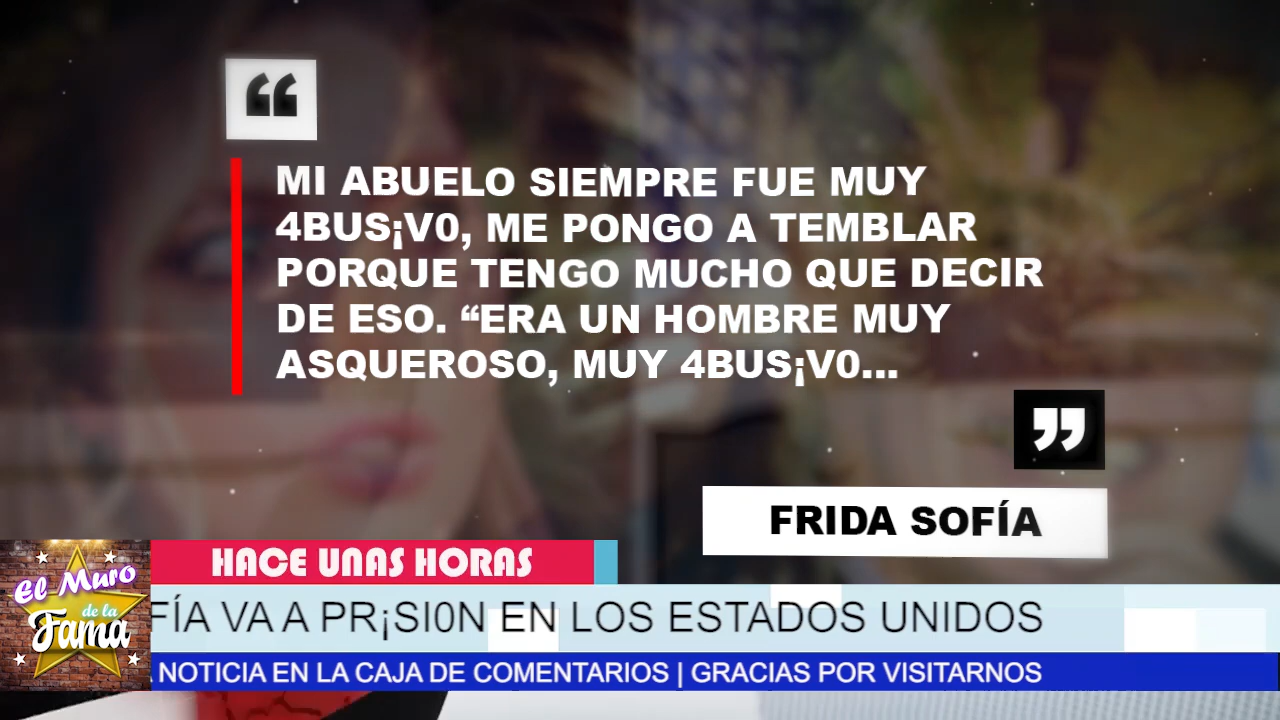 “
MI ABUELO SIEMPRE FUE MUY
4BUS¡V0, ME PONGO A TEMBLAR
PORQUE TENGO MUCHO QUE DECIR
DE ESO. “ERA UN HOMBRE MUY
ASQUEROSO, MUY 4BUS¡V0...
”
FRIDA SOFÍA
HACE UNAS HORAS
El Muro
de la
Fama
FÍA VA A PR¡SI0N EN LOS ESTADOS UNIDOS
NOTICIA EN LA CAJA DE COMENTARIOS | GRACIAS POR VISITARNOS